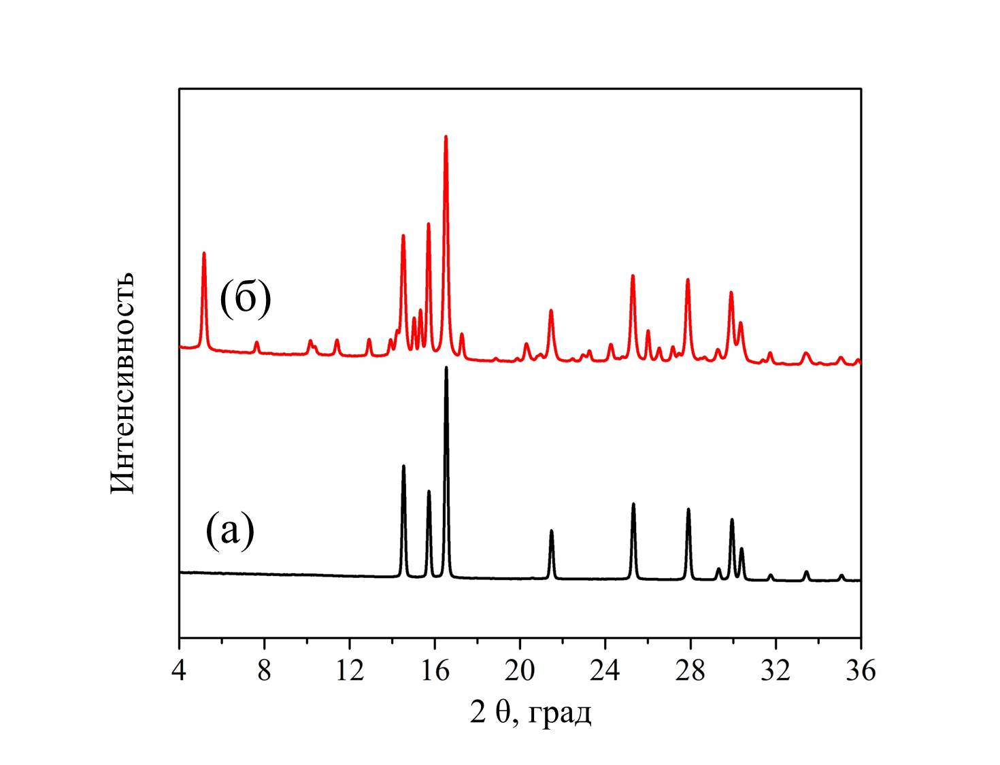 (б)
(а)
Интенсивность
4 8 12 16 20 24 28 32 36
2 θ, град